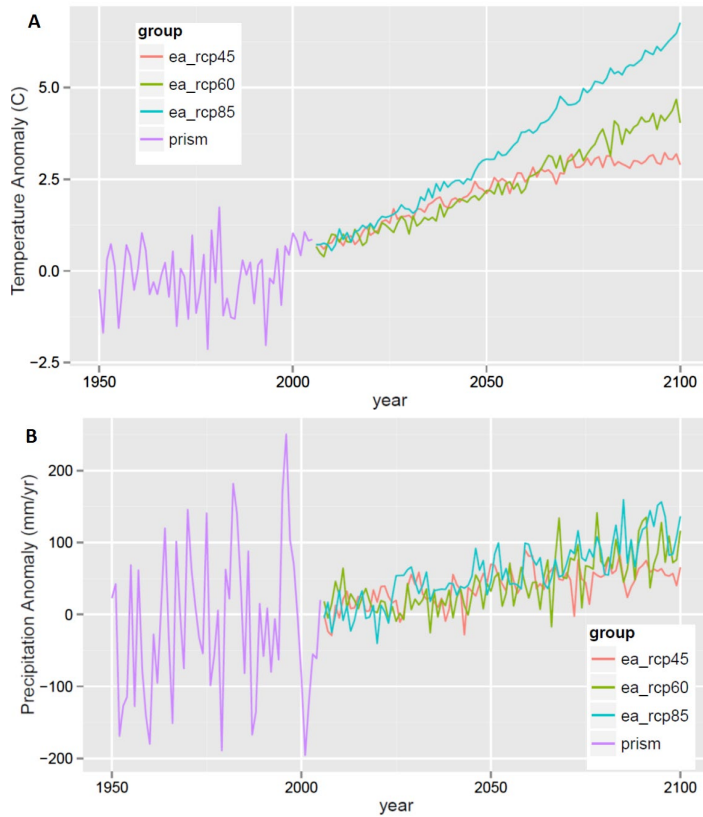 A
group
ea_rcp45
ea_rcp60
ea_rcp85
prism
Temperature Anomaly (C)
5.0
2.5
0.0
−2.5
1950 2000 2050 2100
year
B
Precipitation Anomaly (mm/yr)
200
100
0
−100
−200
group
ea_rcp45
ea_rcp60
ea_rcp85
prism
1950 2000 2050 2100
year